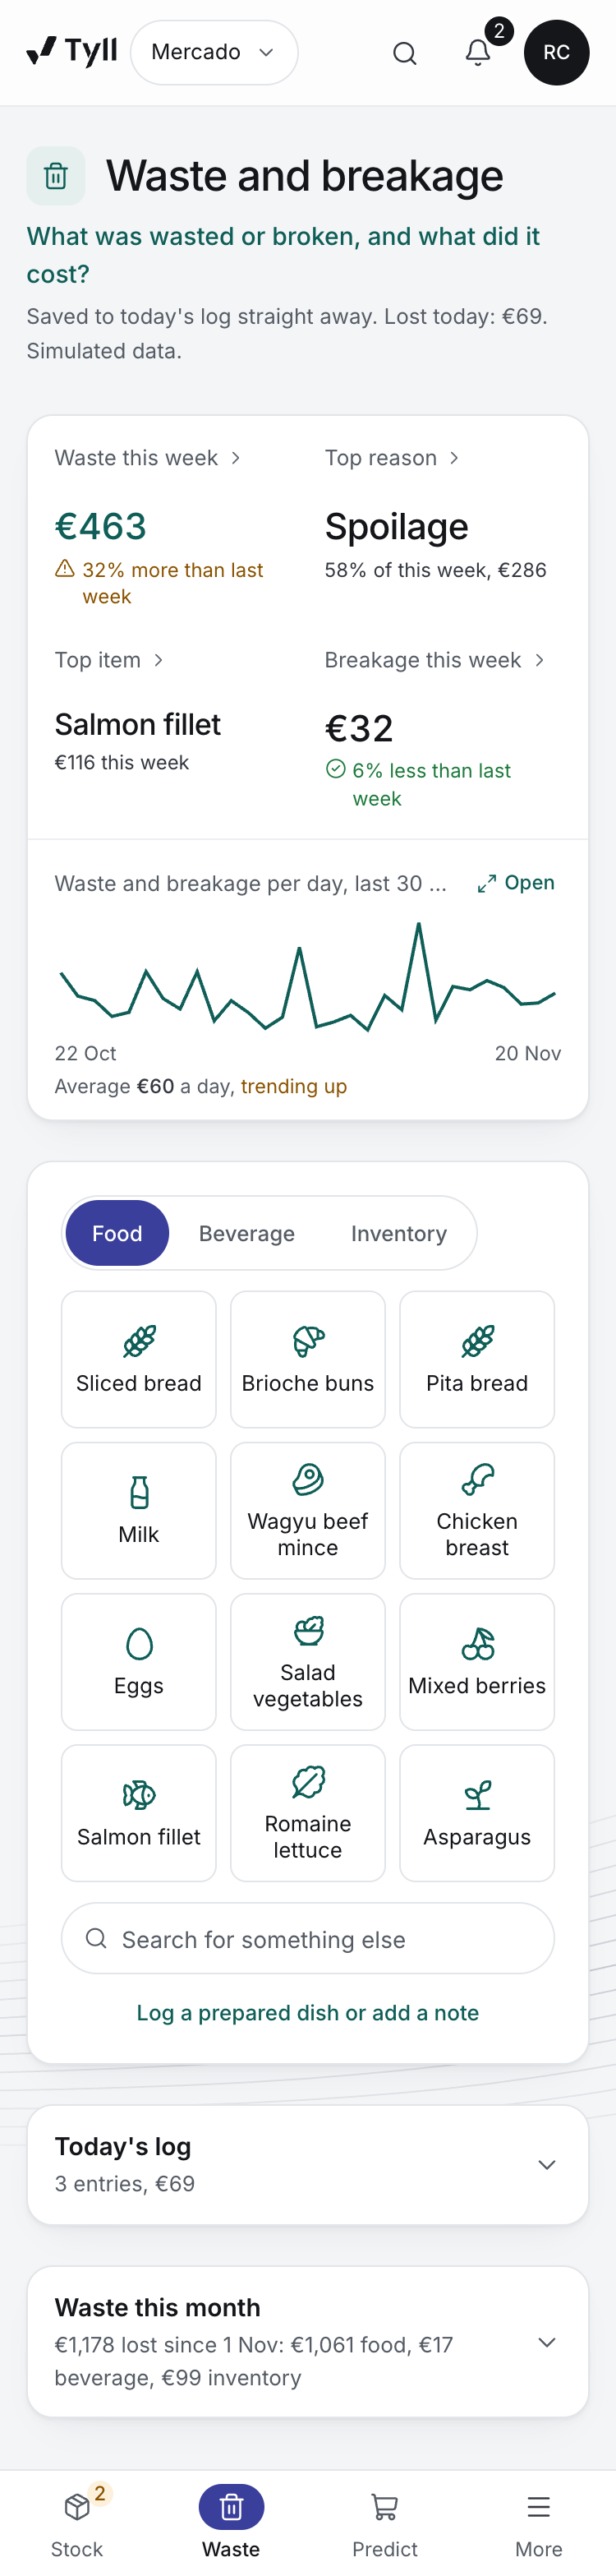 Tyll
Mercado
2
RC
Waste and breakage
What was wasted or broken, and what did it
cost?
Saved to today's log straight away. Lost today: €69.
Simulated data.
Waste this week
Top reason
€463
Spoilage
32% more than last
week
58% of this week, €286
Top item
Breakage this week
Salmon fillet
€32
€116 this week
6% less than last
week
Waste and breakage per day, last 30 ...
Open
22 Oct
20 Nov
Average €60 a day, trending up
Food
Beverage
Inventory
Sliced bread
Brioche buns
Pita bread
Milk
Wagyu beef
mince
Chicken
breast
Eggs
Salad
vegetables
Mixed berries
Salmon fillet
Romaine
lettuce
Asparagus
Search for something else
Log a prepared dish or add a note
Today's log
3 entries, €69
Waste this month
€1,178 lost since 1 Nov: €1,061 food, €17
beverage, €99 inventory
2
Stock
Waste
Predict
More